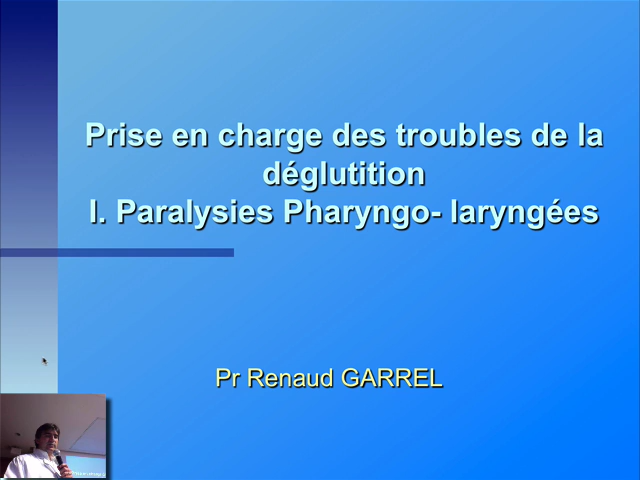 Prise en charge des troubles de la
déglutition
I. Paralysies Pharyngo- laryngées
Pr Renaud GARREL